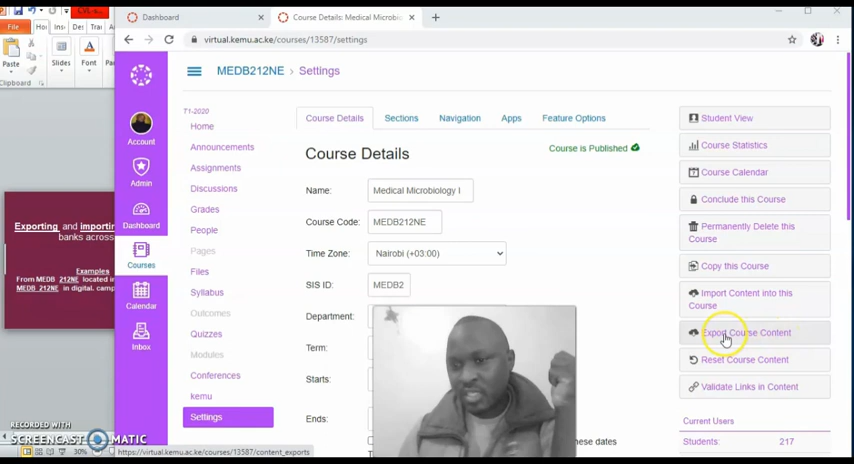 Dashboard
Course Details: Medical Microbio
virtual.kemu.ac.ke/courses/13587/settings
File
Paste
Slides
Font
Clipboard
Exporting and importing
banks across
Examples
From MEDB 212NE located in
MEDB 212NE in digital. camp
Account
Admin
Dashboard
Courses
Calendar
Inbox
MEDB212NE > Settings
T1-2020
Home
Announcements
Assignments
Discussions
Grades
People
Pages
Files
Syllabus
Outcomes
Quizzes
Modules
Conferences
kemu
Settings
Course Details
Sections
Navigation
Apps
Feature Options
Course Details
Course is Published
Name:
Medical Microbiology I
Course Code:
MEDB212NE
Time Zone:
Nairobi (+03:00)
SIS ID:
MEDB2
Department:
Term:
Starts:
Ends:
these dates
Student View
Course Statistics
Course Calendar
Conclude this Course
Permanently Delete this
Course
Copy this Course
Import Content into this
Course
Export Course Content
Reset Course Content
Validate Links in Content
Current Users
Students:
217
RECORDED WITH
SCREENCAST MATIC
30%
https://virtual.kemu.ac.ke/courses/13587/content_exports